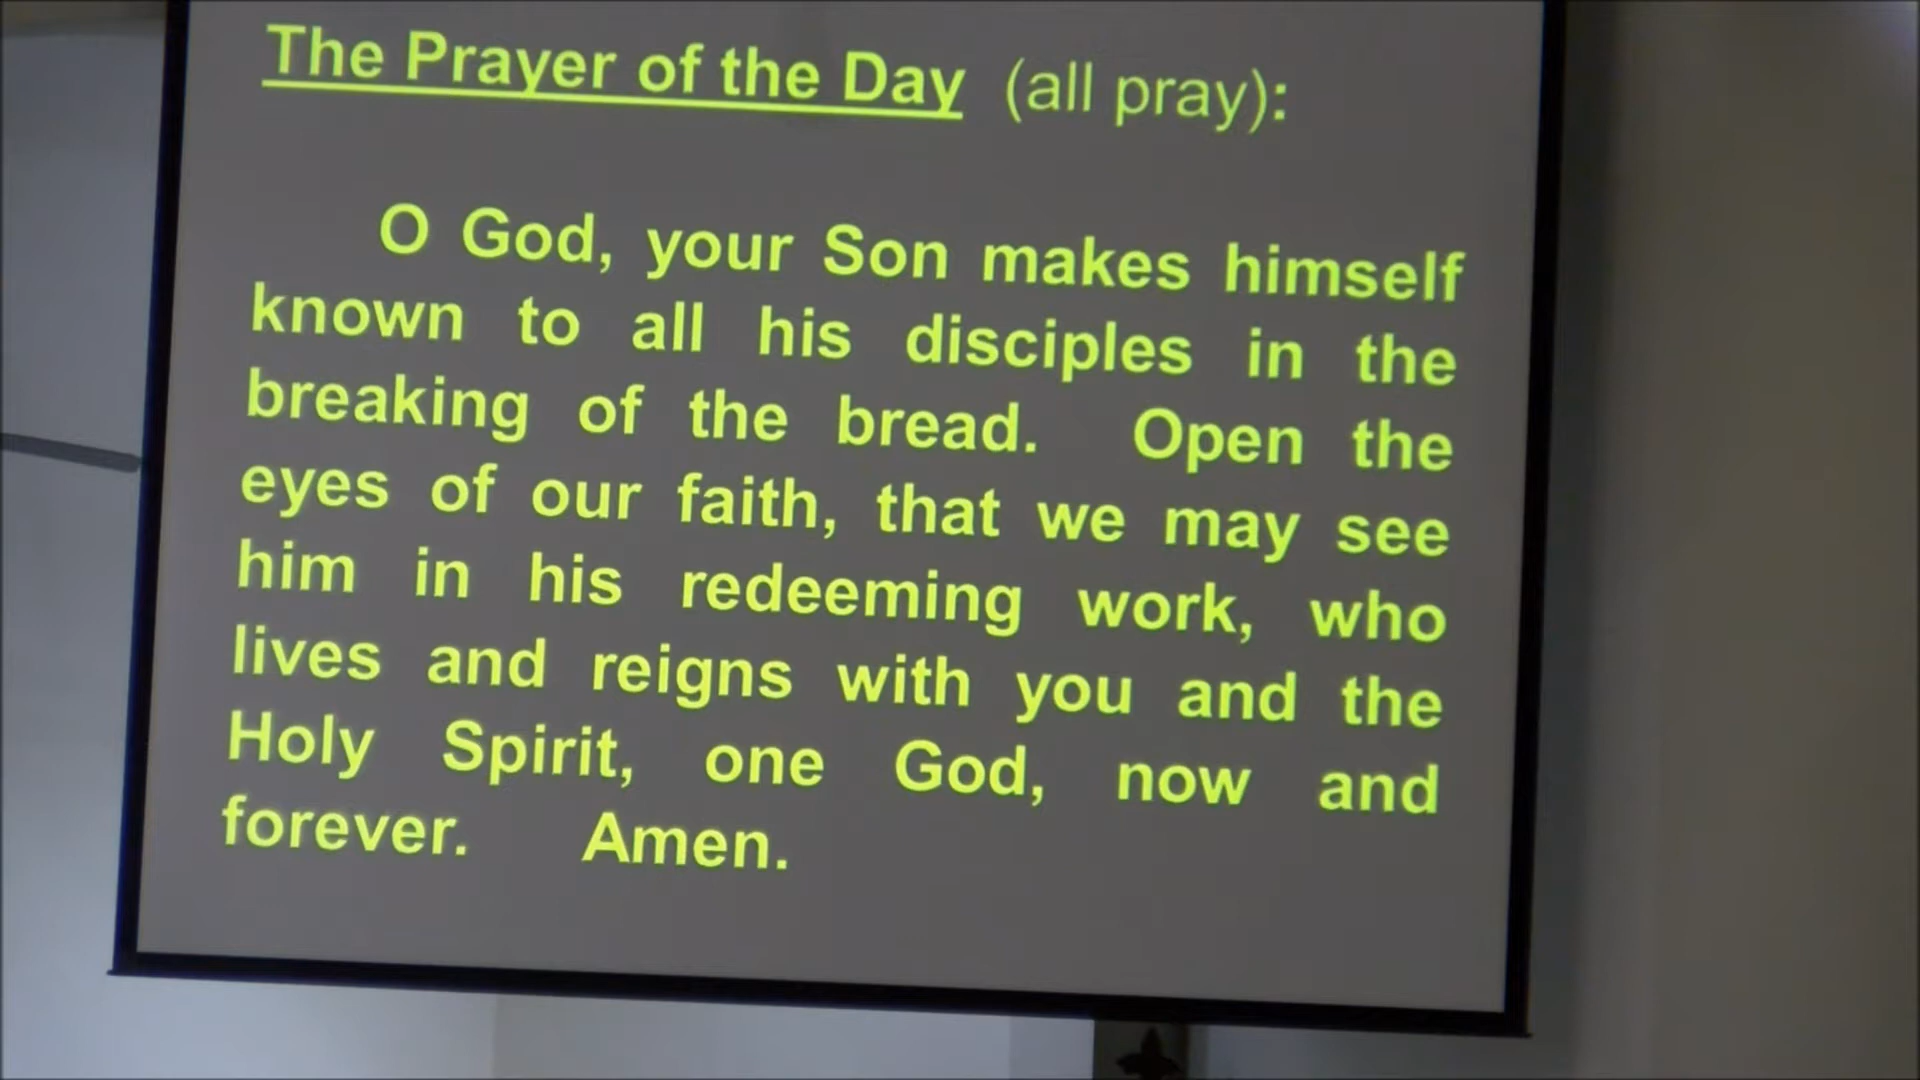 The Prayer of the Day (all pray):
O God, your Son makes himself
known to all his disciples in the
breaking of the bread. Open the
eyes of our faith, that we may see
him in his redeeming work, who
lives and reigns with you and the
Holy Spirit, one God, now and
forever. Amen.